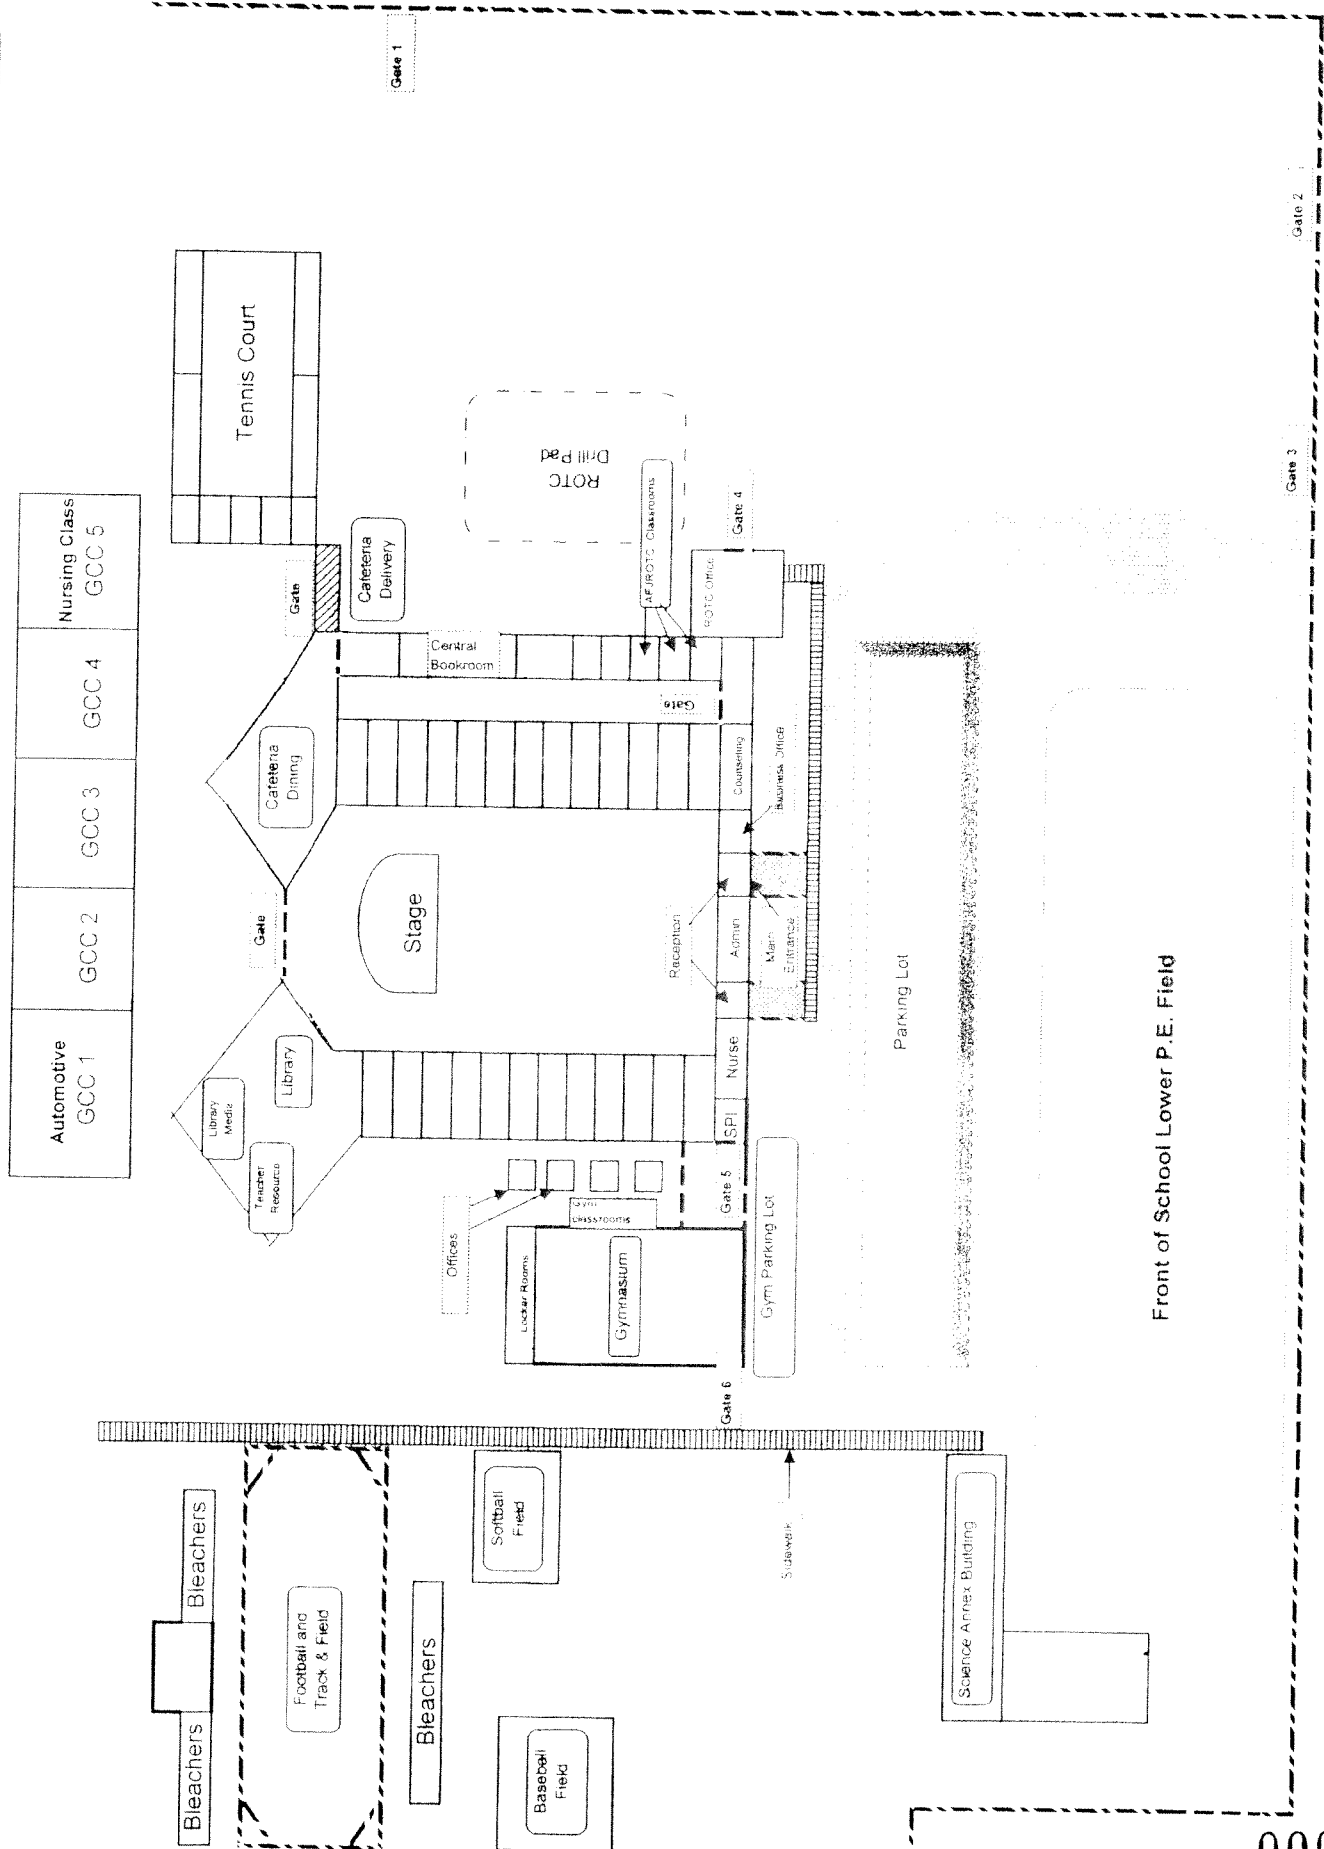 Gate 1
Gate 2
Gate 3
Tennis Court
ROTC
Drill Pad
Automotive
GCC 1
GCC 2
GCC 3
GCC 4
Nursing Class
GCC 5
Gate
Cafeteria
Delivery
Central
Bookroom
AFJROTC Classrooms
ROTC Office
Gate 4
Gate
Cafeteria
Dining
Counseling
Business Office
Gate
Stage
Reception
Admin
Main
Entrance
Library
Library
Media
Teacher
Resource
Nurse
SPI
Offices
Gym
classrooms
Gate 5
Locker Rooms
Gymnasium
Gym Parking Lot
Parking Lot
Front of School Lower P.E. Field
Gate 6
Sidewalk
Bleachers
Bleachers
Football and
Track & Field
Bleachers
Softball
Field
Baseball
Field
Science Annex Building